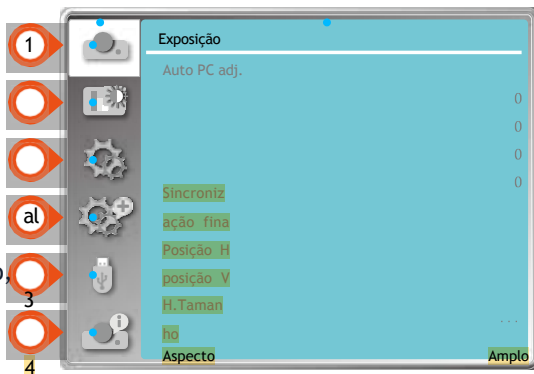 1
Exposição
Auto PC adj.
0
0
0
0
Sincroniz
ação fina
al
Posição H
posição V
o,
3
H.Taman
ho
...
4
Aspecto
Amplo